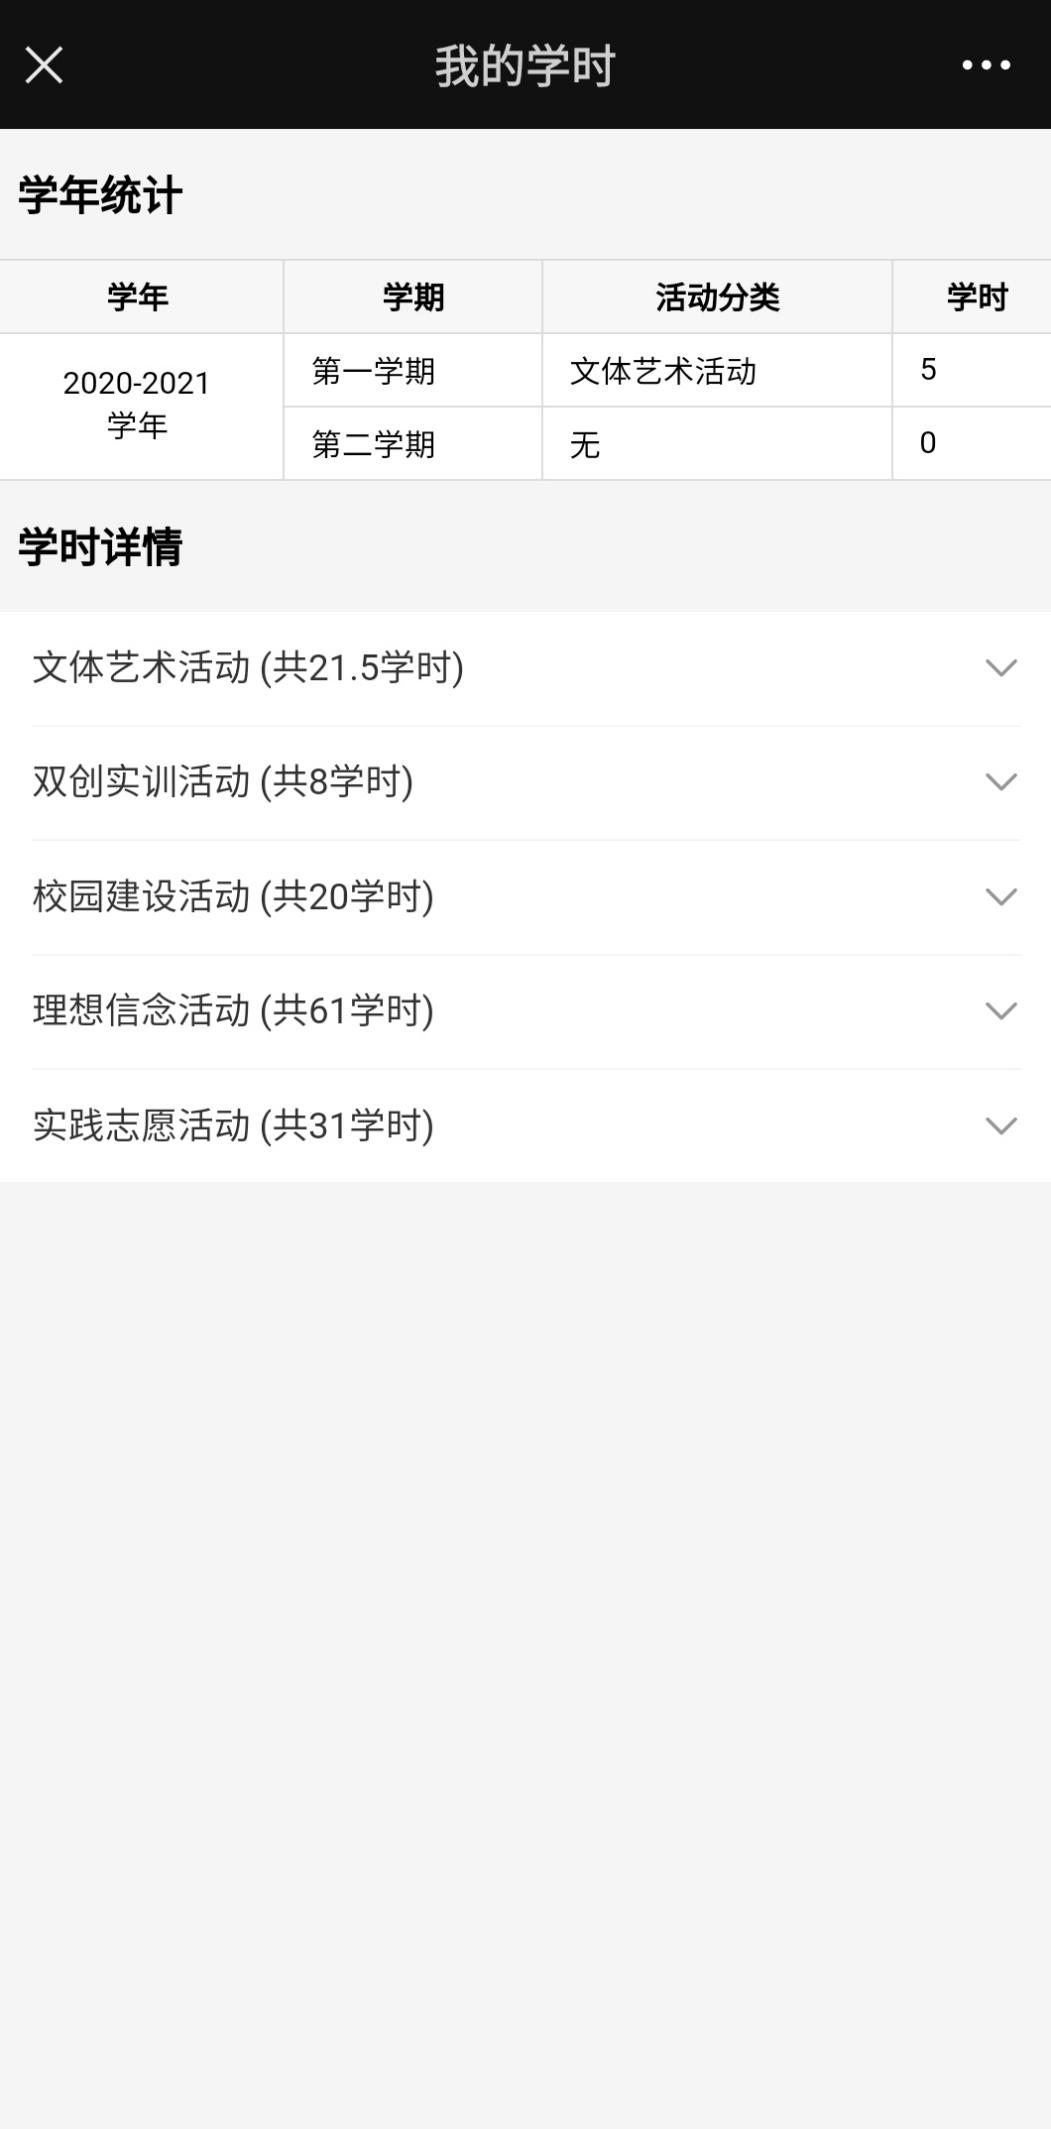 我的学时
学年统计
学年 学期 活动分类 学时
2020-2021
学年
第一学期 文体艺术活动 5
第二学期 无 0
学时详情
文体艺术活动 (共21.5学时)
双创实训活动 (共8学时)
校园建设活动 (共20学时)
理想信念活动 (共61学时)
实践志愿活动 (共31学时)